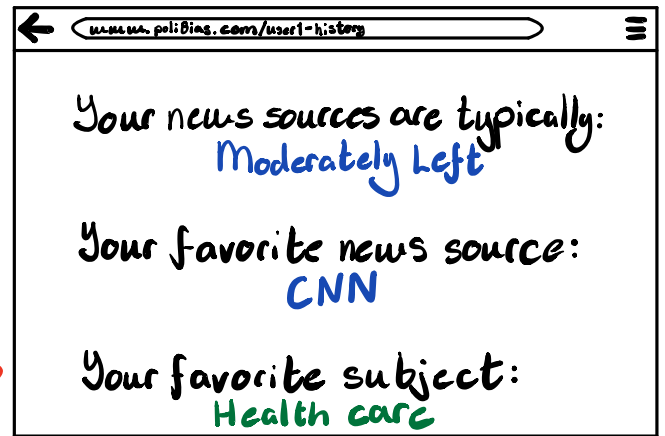 www.poliBias.com/user1-history
Your news sources are typically:
Moderately Left
Your favorite news source:
CNN
Your favorite subject:
Health care